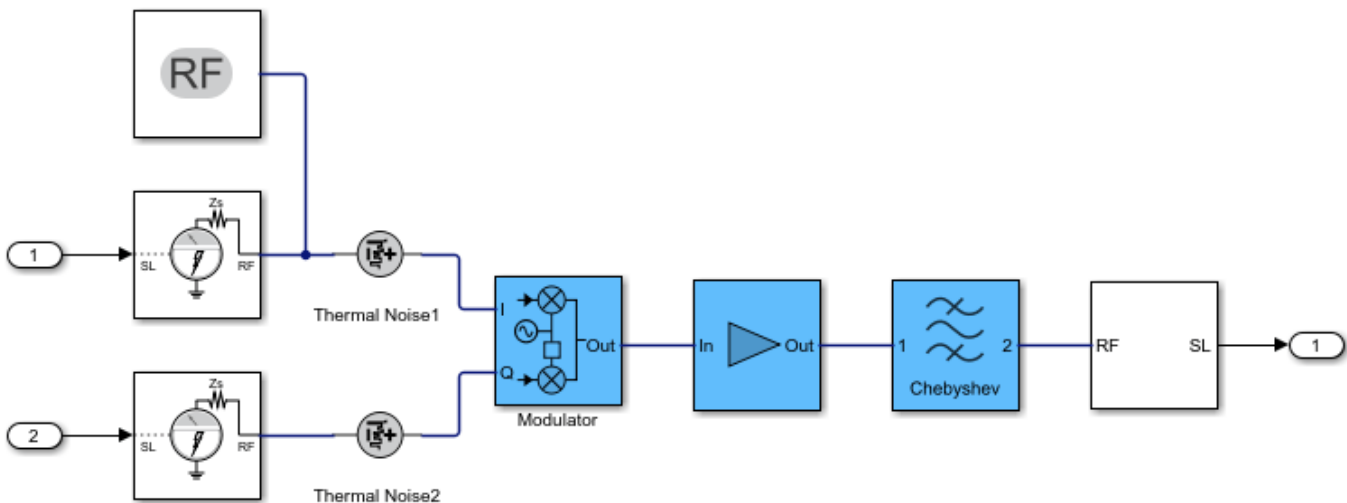 RF
1
Zs
SL
RF
Thermal Noise1
2
Zs
SL
RF
Thermal Noise2
I
Q
Out
Modulator
In
Out
1
2
Chebyshev
RF
SL
1